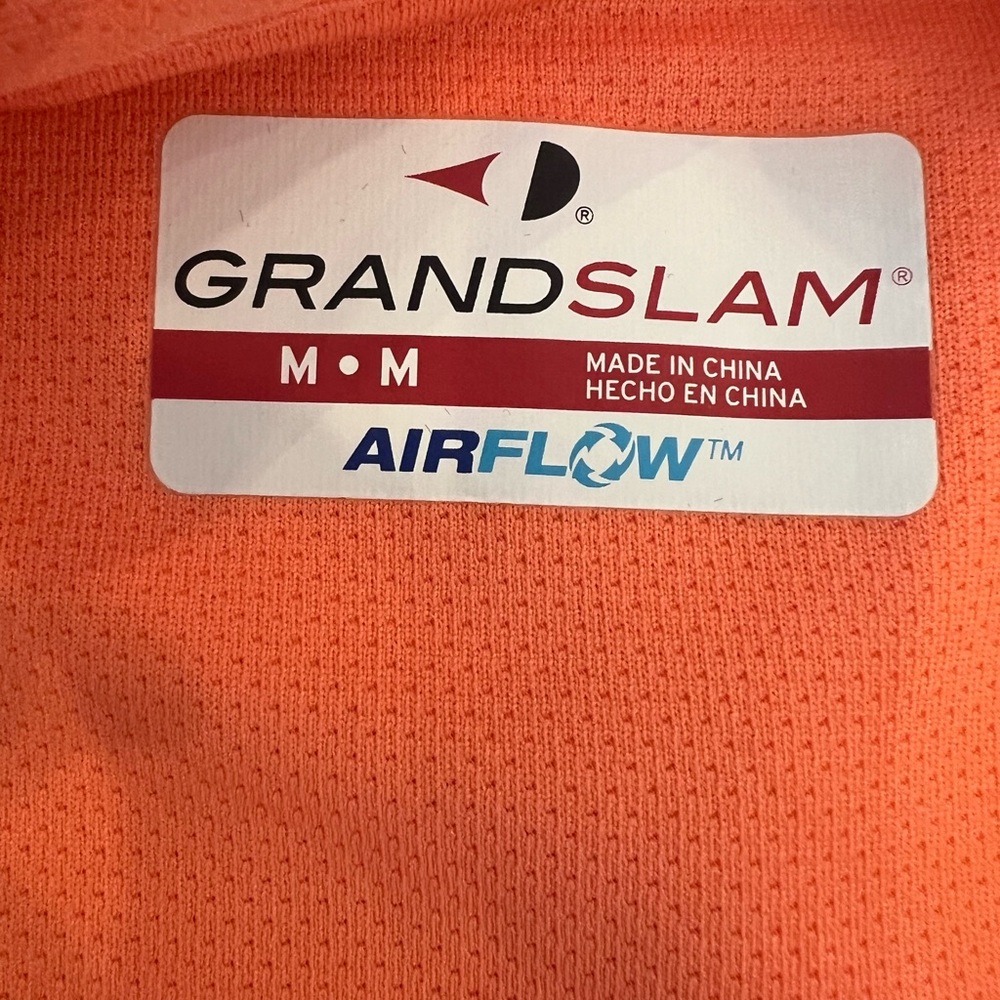 ®
GRANDSLAM®
M • M
MADE IN CHINA
HECHO EN CHINA
AIRFLOW™